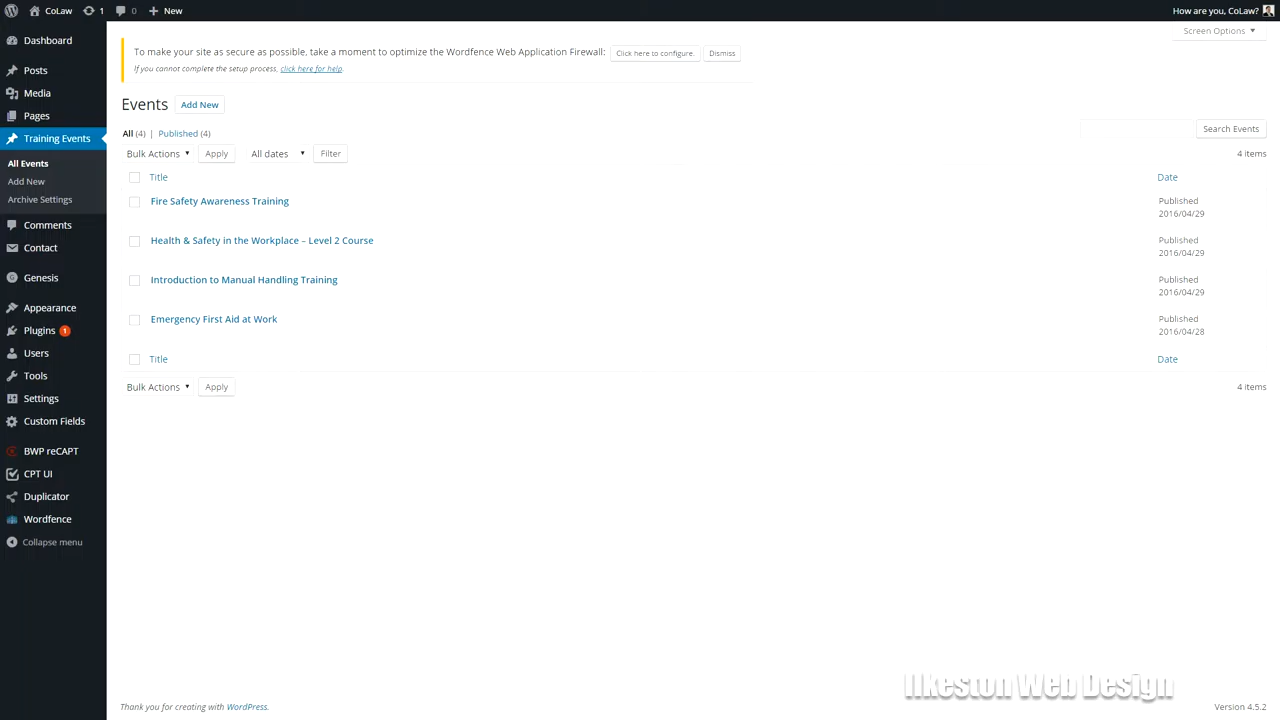 CoLaw 1 0 + New How are you, CoLaw?
Screen Options ▼
Dashboard
Posts
Media
Pages
Training Events
All Events
Add New
Archive Settings
Comments
Contact
Genesis
Appearance
Plugins 1
Users
Tools
Settings
Custom Fields
BWP reCAPT
CPT UI
Duplicator
Wordfence
Collapse menu
To make your site as secure as possible, take a moment to optimize the Wordfence Web Application Firewall: Click here to configure. Dismiss
If you cannot complete the setup process, click here for help.
Events Add New
All (4) | Published (4)
Search Events
Bulk Actions ▼ Apply All dates ▼ Filter 4 items
Title Date
Fire Safety Awareness Training Published
2016/04/29
Health & Safety in the Workplace – Level 2 Course Published
2016/04/29
Introduction to Manual Handling Training Published
2016/04/29
Emergency First Aid at Work Published
2016/04/28
Title Date
Bulk Actions ▼ Apply 4 items
Ilkeston Web Design
Thank you for creating with WordPress. Version 4.5.2